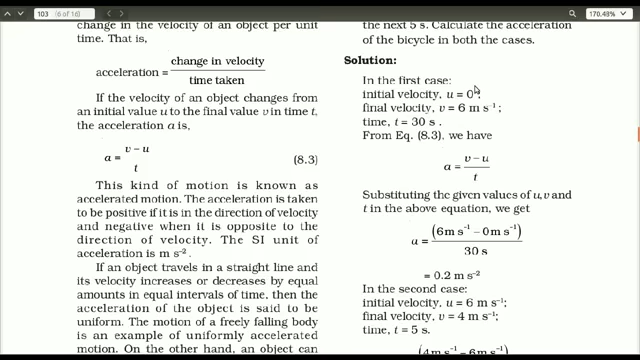 103
(6 of 16)
170.48%
change in the velocity of an object per unit
time. That is,
acceleration = change in velocity / time taken
If the velocity of an object changes from
an initial value u to the final value v in time t,
the acceleration a is,
a = v – u / t (8.3)
This kind of motion is known as
accelerated motion. The acceleration is taken
to be positive if it is in the direction of velocity
and negative when it is opposite to the
direction of velocity. The SI unit of
acceleration is m s⁻².
If an object travels in a straight line and
its velocity increases or decreases by equal
amounts in equal intervals of time, then the
acceleration of the object is said to be
uniform. The motion of a freely falling body
is an example of uniformly accelerated
motion. On the other hand, an object can
the next 5 s. Calculate the acceleration
of the bicycle in both the cases.
Solution:
In the first case:
initial velocity, u = 0 ;
final velocity, v = 6 m s⁻¹ ;
time, t = 30 s .
From Eq. (8.3), we have
a = v – u / t
Substituting the given values of u,v and
t in the above equation, we get
a = (6 m s⁻¹ – 0 m s⁻¹) / 30 s
= 0.2 m s⁻²
In the second case:
initial velocity, u = 6 m s⁻¹;
final velocity, v = 4 m s⁻¹;
time, t = 5 s.
(4 m s⁻¹ – 6 m s⁻¹)